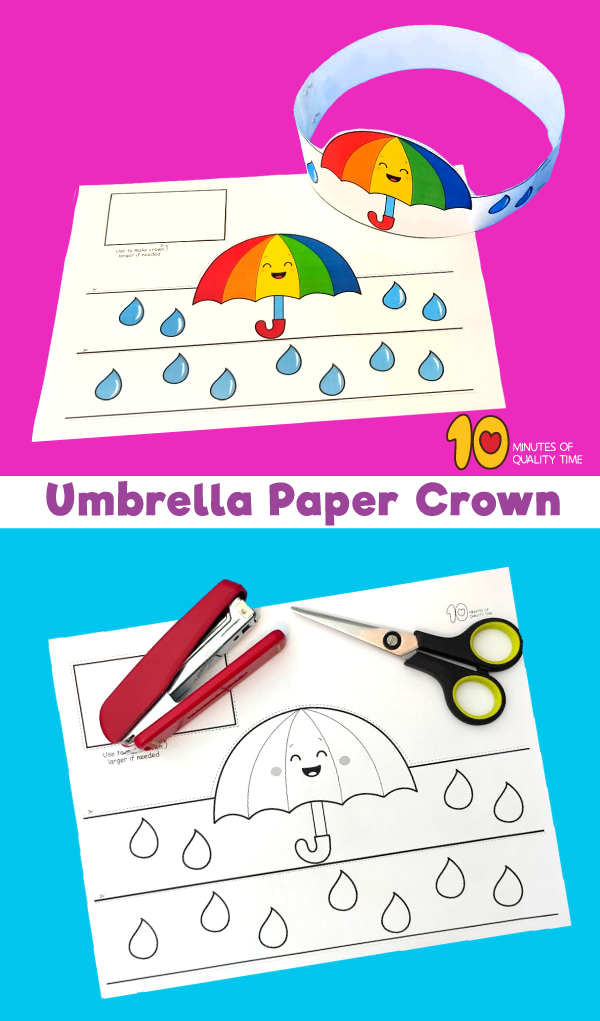 Use to make crown
larger if needed
10 MINUTES OF
QUALITY TIME
Umbrella Paper Crown
10 MINUTES OF
QUALITY TIME
Use to
larger if needed